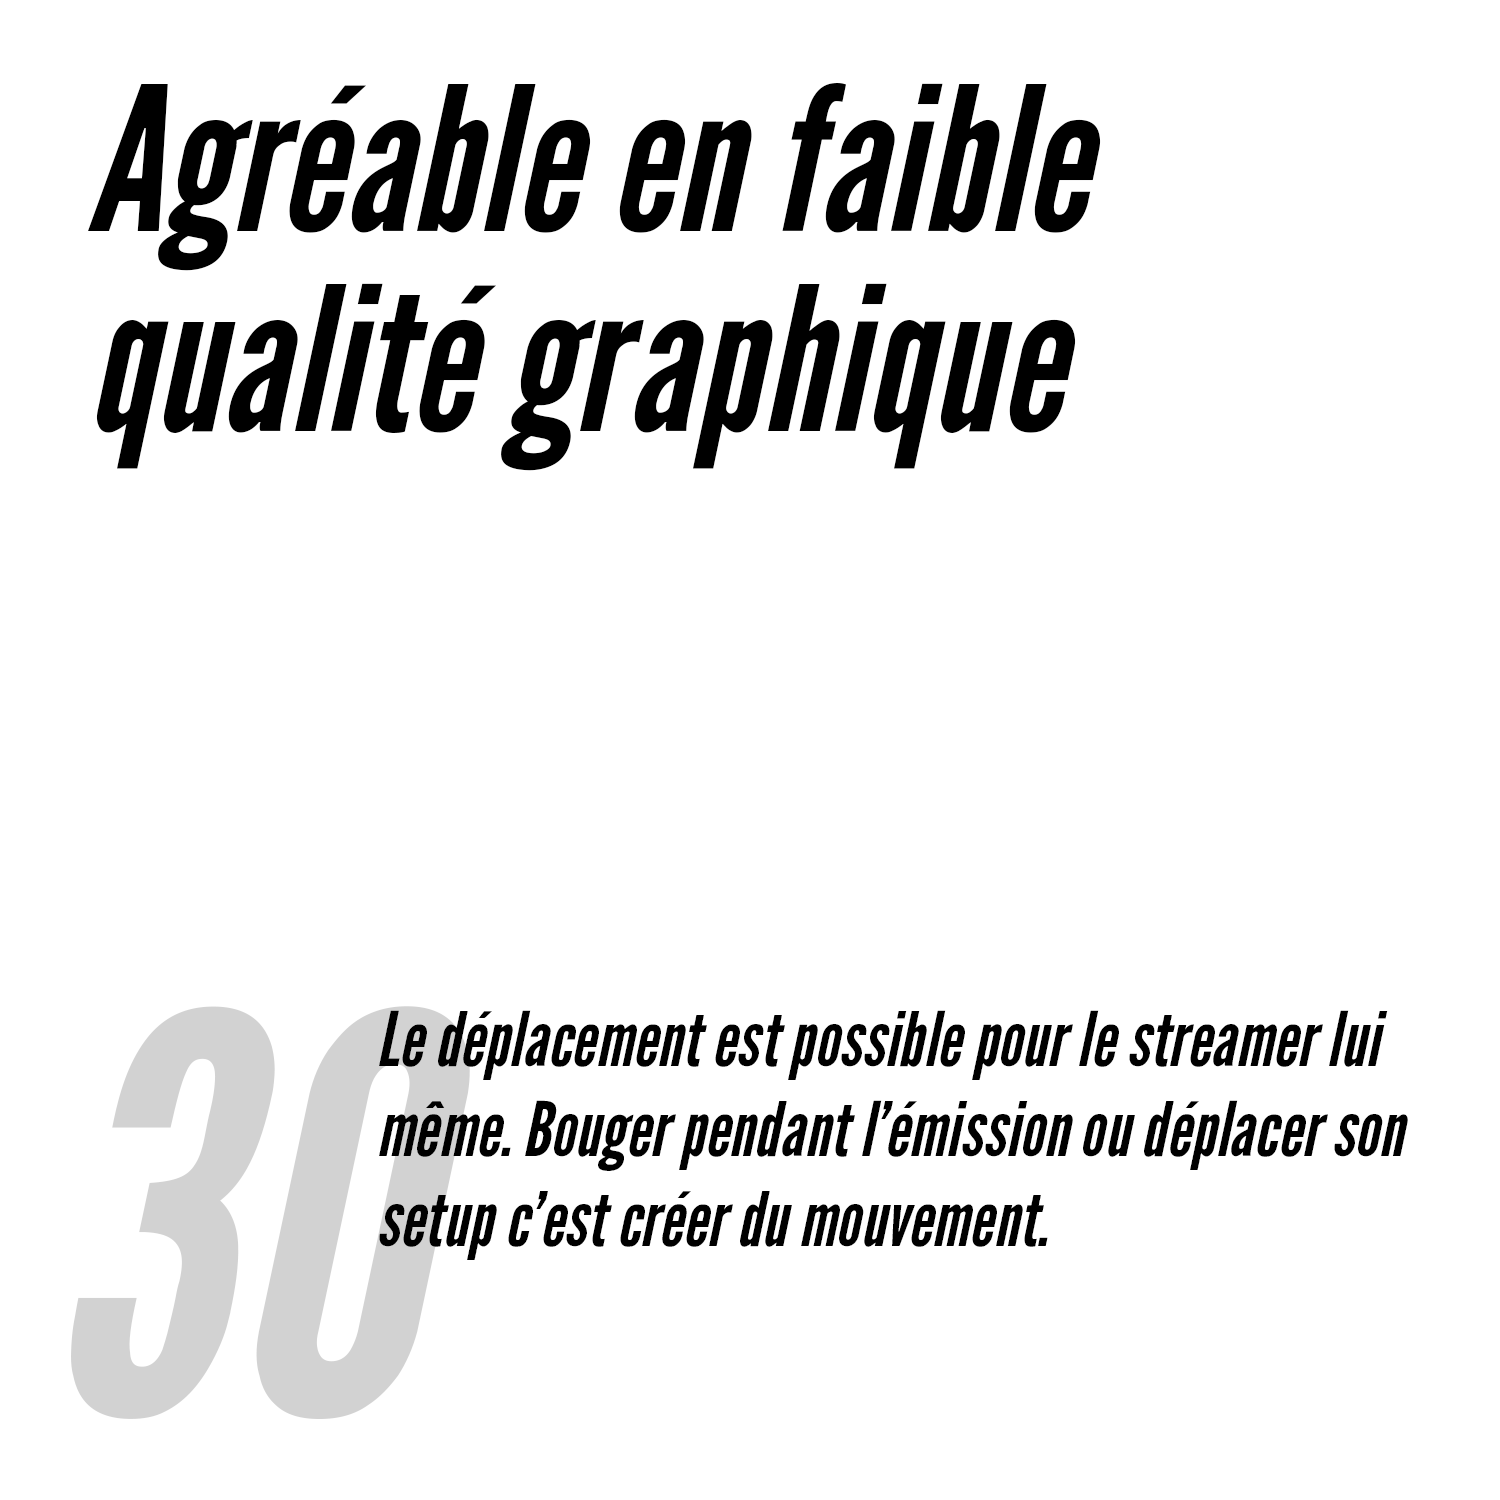 Agréable en faible
qualité graphique
30
Le déplacement est possible pour le streamer lui
même. Bouger pendant l’émission ou déplacer son
setup c’est créer du mouvement.